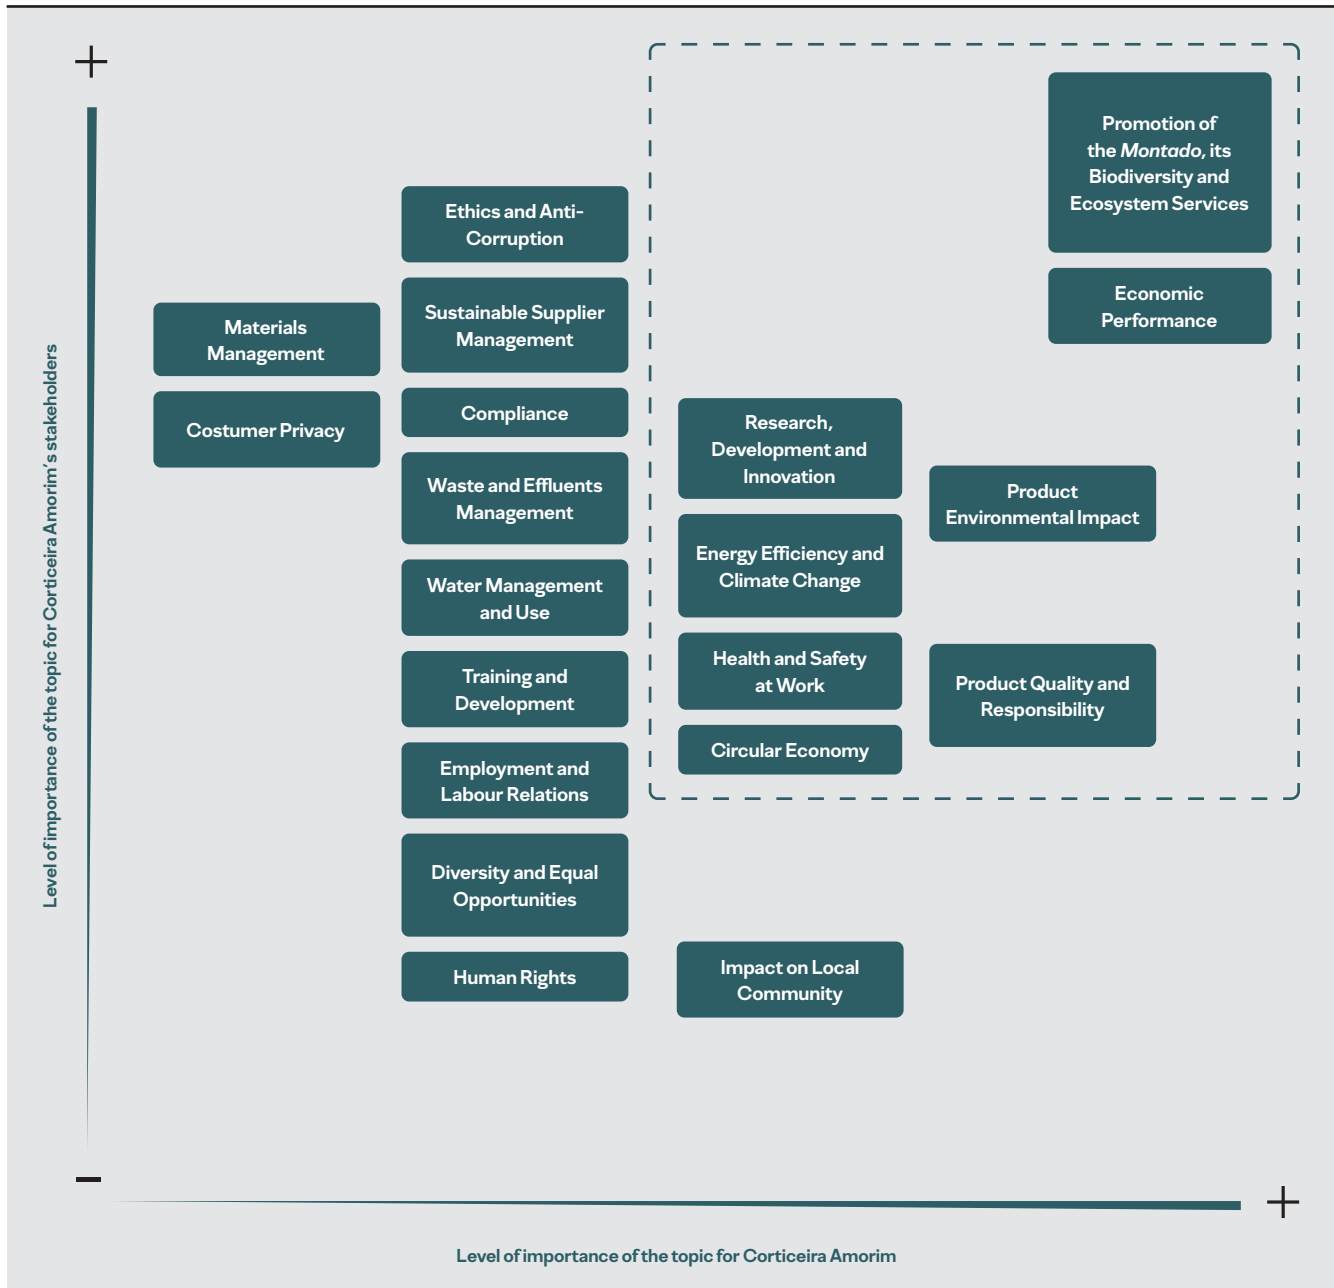 +
Level of importance of the topic for Corticeira Amorim's stakeholders
Materials
Management
Costumer Privacy
Ethics and Anti-
Corruption
Sustainable Supplier
Management
Compliance
Waste and Effluents
Management
Water Management
and Use
Training and
Development
Employment and
Labour Relations
Diversity and Equal
Opportunities
Human Rights
Promotion of
the Montado, its
Biodiversity and
Ecosystem Services
Economic
Performance
Research,
Development and
Innovation
Energy Efficiency and
Climate Change
Health and Safety
at Work
Circular Economy
Product
Environmental Impact
Product Quality and
Responsibility
Impact on Local
Community
−
+
Level of importance of the topic for Corticeira Amorim